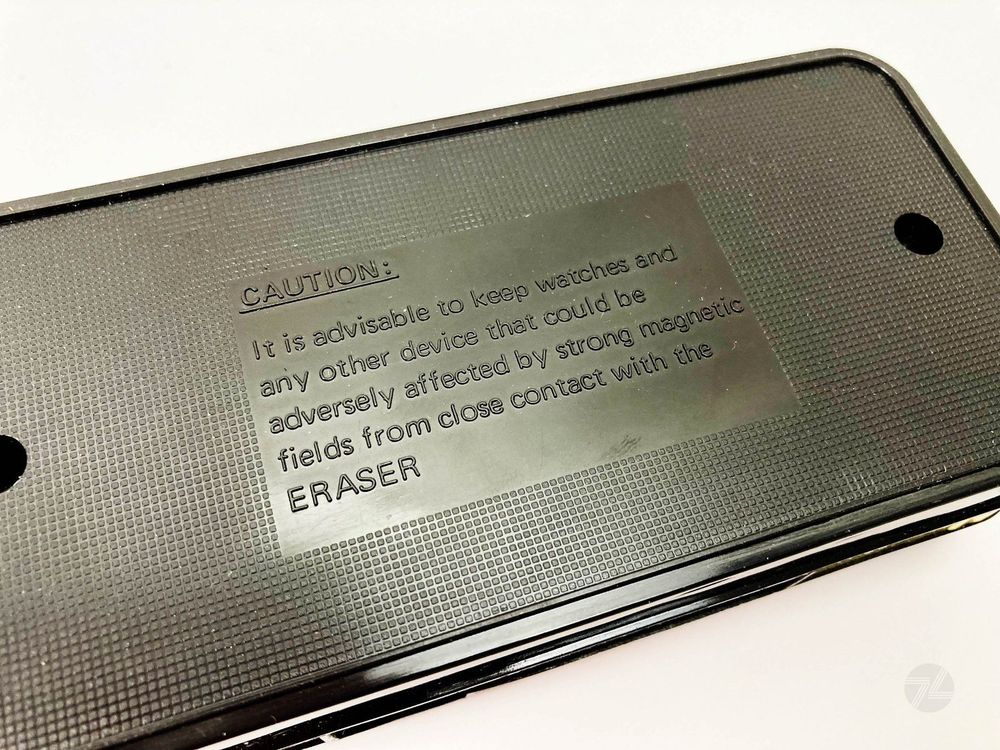 CAUTION:
It is advisable to keep watches and
any other device that could be
adversely affected by strong magnetic
fields from close contact with the
ERASER